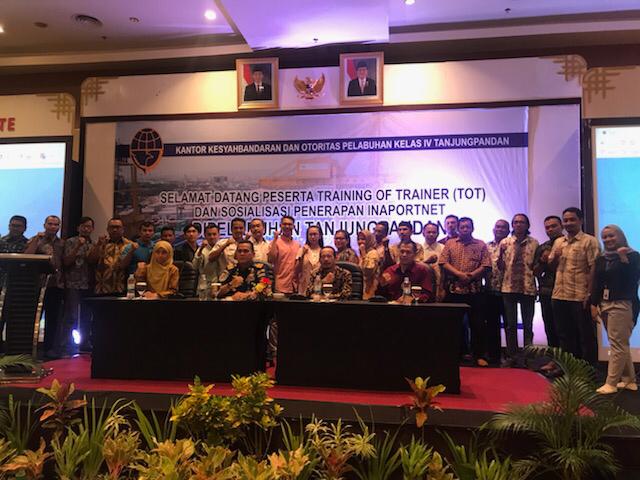 KANTOR KESYAHBANDARAN DAN OTORITAS PELABUHAN KELAS IV TANJUNGPANDAN
SELAMAT DATANG PESERTA TRAINING OF TRAINER (TOT)
DAN SOSIALISASI PENERAPAN INAPORTNET